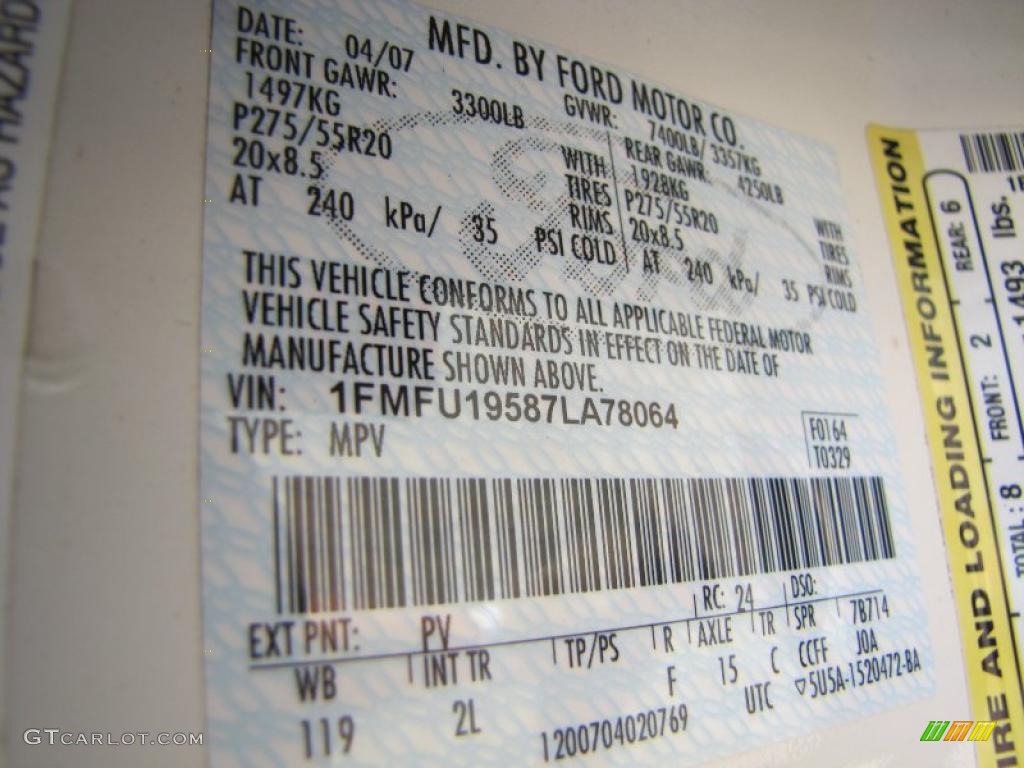 MFD. BY FORD MOTOR CO.
DATE: 04/07 GVWR: 7400LB/ 3357KG
FRONT GAWR: 3300LB REAR GAWR: 4250LB
1497KG WITH 1928KG WITH
P275/55R20 TIRES P275/55R20 TIRES
20x8.5 RIMS 20x8.5 RIMS
AT 240 kPa/ 35 PSI COLD AT 240 kPa/ 35 PSI COLD
THIS VEHICLE CONFORMS TO ALL APPLICABLE FEDERAL MOTOR
VEHICLE SAFETY STANDARDS IN EFFECT ON THE DATE OF
MANUFACTURE SHOWN ABOVE.
VIN: 1FMFU19587LA78064
TYPE: MPV
F0164
T0329
EXT PNT: PV RC: 24 DSO:
WB INT TR TP/PS R AXLE TR SPR 7B714
119 2L F 15 C CCFF J0A
1200704020769 UTC ▽5U5A-1520472-BA
IRE AND LOADING INFORMATION
TOTAL: 8 FRONT: 2 REAR: 6
1493 lbs.
GTCARLOT.COM